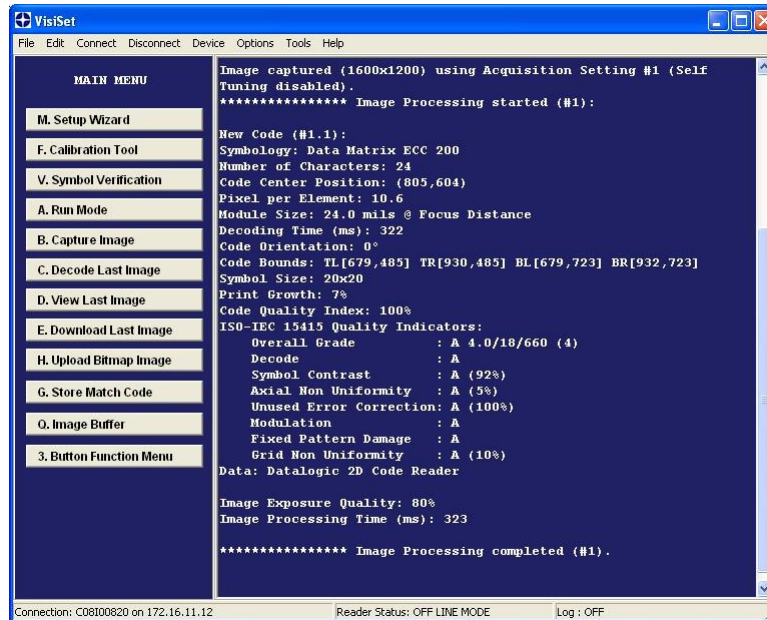 VisiSet
File Edit Connect Disconnect Device Options Tools Help
MAIN MENU
M. Setup Wizard
F. Calibration Tool
V. Symbol Verification
A. Run Mode
B. Capture Image
C. Decode Last Image
D. View Last Image
E. Download Last Image
H. Upload Bitmap Image
G. Store Match Code
Q. Image Buffer
3. Button Function Menu
Image captured (1600x1200) using Acquisition Setting #1 (Self
Tuning disabled).
**************** Image Processing started (#1):
New Code (#1.1):
Symbology: Data Matrix ECC 200
Number of Characters: 24
Code Center Position: (805,604)
Pixel per Element: 10.6
Module Size: 24.0 mils @ Focus Distance
Decoding Time (ms): 322
Code Orientation: 0°
Code Bounds: TL[679,485] TR[930,485] BL[679,723] BR[932,723]
Symbol Size: 20x20
Print Growth: 7%
Code Quality Index: 100%
ISO-IEC 15415 Quality Indicators:
Overall Grade : A 4.0/18/660 (4)
Decode : A
Symbol Contrast : A (92%)
Axial Non Uniformity : A (5%)
Unused Error Correction: A (100%)
Modulation : A
Fixed Pattern Damage : A
Grid Non Uniformity : A (10%)
Data: Datalogic 2D Code Reader
Image Exposure Quality: 80%
Image Processing Time (ms): 323
**************** Image Processing completed (#1).
Connection: C08I00820 on 172.16.11.12 Reader Status: OFF LINE MODE Log : OFF